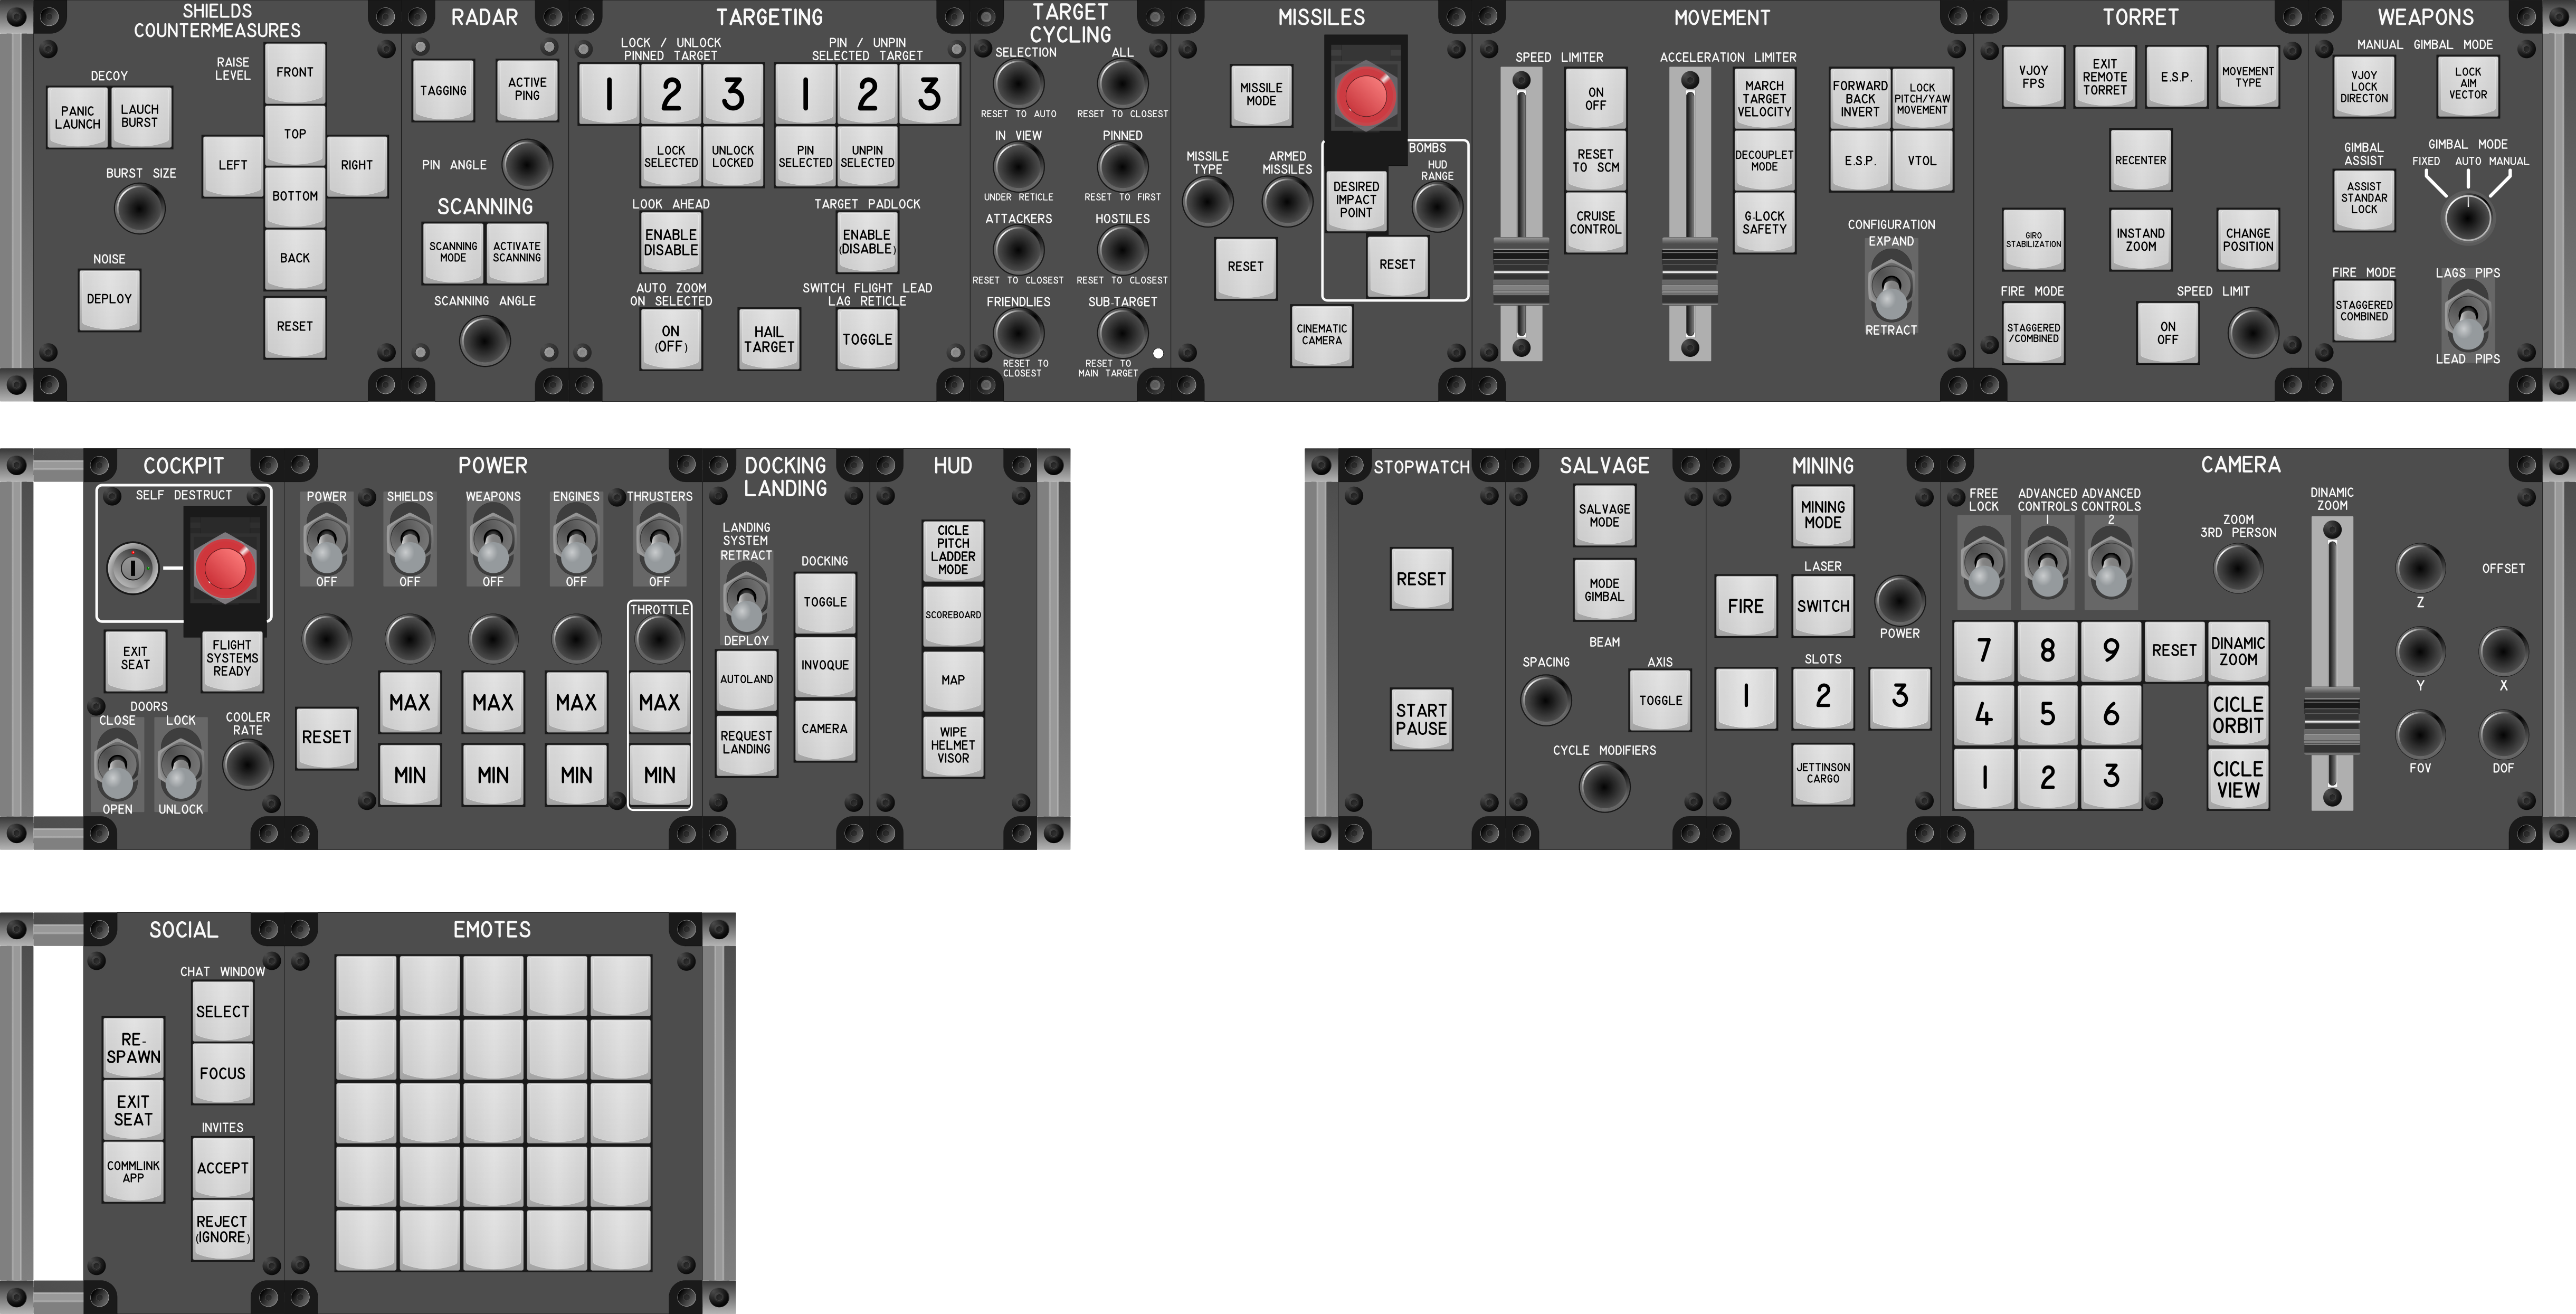 SHIELDS
COUNTERMEASURES
DECOY
PANIC
LAUNCH
LAUCH
BURST
BURST SIZE
NOISE
DEPLOY
RAISE
LEVEL
FRONT
TOP
LEFT
RIGHT
BOTTOM
BACK
RESET
RADAR
TAGGING
ACTIVE
PING
PIN ANGLE
SCANNING
SCANNING
MODE
ACTIVATE
SCANNING
SCANNING ANGLE
TARGETING
LOCK / UNLOCK
PINNED TARGET
1
2
3
LOCK
SELECTED
UNLOCK
LOCKED
PIN / UNPIN
SELECTED TARGET
1
2
3
PIN
SELECTED
UNPIN
SELECTED
LOOK AHEAD
ENABLE
DISABLE
TARGET PADLOCK
ENABLE
(DISABLE)
AUTO ZOOM
ON SELECTED
ON
(OFF)
HAIL
TARGET
SWITCH FLIGHT LEAD
LAG RETICLE
TOGGLE
TARGET
CYCLING
SELECTION
RESET TO AUTO
ALL
RESET TO CLOSEST
IN VIEW
UNDER RETICLE
PINNED
RESET TO FIRST
ATTACKERS
RESET TO CLOSEST
HOSTILES
RESET TO CLOSEST
FRIENDLIES
RESET TO
CLOSEST
SUB-TARGET
RESET TO
MAIN TARGET
MISSILES
MISSILE
MODE
MISSILE
TYPE
ARMED
MISSILES
RESET
BOMBS
HUD
RANGE
DESIRED
IMPACT
POINT
RESET
CINEMATIC
CAMERA
MOVEMENT
SPEED LIMITER
ON
OFF
RESET
TO SCM
CRUISE
CONTROL
ACCELERATION LIMITER
MARCH
TARGET
VELOCITY
DECOUPLET
MODE
G-LOCK
SAFETY
FORWARD
BACK
INVERT
LOCK
PITCH/YAW
MOVEMENT
E.S.P.
VTOL
CONFIGURATION
EXPAND
RETRACT
TORRET
VJOY
FPS
EXIT
REMOTE
TORRET
E.S.P.
MOVEMENT
TYPE
RECENTER
GIRO
STABILIZATION
INSTAND
ZOOM
CHANGE
POSITION
FIRE MODE
STAGGERED
/COMBINED
SPEED LIMIT
ON
OFF
WEAPONS
MANUAL GIMBAL MODE
VJOY
LOCK
DIRECTON
LOCK
AIM
VECTOR
GIMBAL
ASSIST
ASSIST
STANDAR
LOCK
GIMBAL MODE
FIXED AUTO MANUAL
FIRE MODE
STAGGERED
COMBINED
LAGS PIPS
LEAD PIPS
COCKPIT
SELF DESTRUCT
EXIT
SEAT
FLIGHT
SYSTEMS
READY
DOORS
CLOSE
OPEN
LOCK
UNLOCK
COOLER
RATE
POWER
POWER
OFF
SHIELDS
OFF
WEAPONS
OFF
ENGINES
OFF
THRUSTERS
OFF
THROTTLE
RESET
MAX
MAX
MAX
MAX
MIN
MIN
MIN
MIN
DOCKING
LANDING
LANDING
SYSTEM
RETRACT
DEPLOY
AUTOLAND
REQUEST
LANDING
DOCKING
TOGGLE
INVOQUE
CAMERA
HUD
CICLE
PITCH
LADDER
MODE
SCOREBOARD
MAP
WIPE
HELMET
VISOR
STOPWATCH
RESET
START
PAUSE
SALVAGE
SALVAGE
MODE
MODE
GIMBAL
BEAM
SPACING
AXIS
TOGGLE
CYCLE MODIFIERS
MINING
MINING
MODE
LASER
FIRE
SWITCH
POWER
SLOTS
1
2
3
JETTINSON
CARGO
CAMERA
FREE
LOCK
ADVANCED
CONTROLS
1
ADVANCED
CONTROLS
2
ZOOM
3RD PERSON
DINAMIC
ZOOM
7
8
9
RESET
DINAMIC
ZOOM
4
5
6
CICLE
ORBIT
1
2
3
CICLE
VIEW
OFFSET
Z
Y
X
FOV
DOF
SOCIAL
CHAT WINDOW
SELECT
FOCUS
RE-
SPAWN
EXIT
SEAT
COMMLINK
APP
INVITES
ACCEPT
REJECT
(IGNORE)
EMOTES